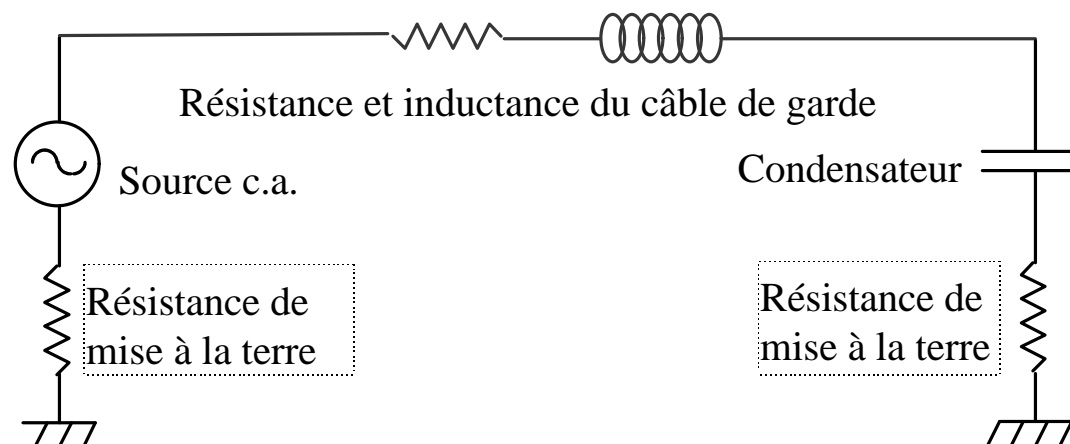 Résistance et inductance du câble de garde
Source c.a.
Condensateur
Résistance de
mise à la terre
Résistance de
mise à la terre